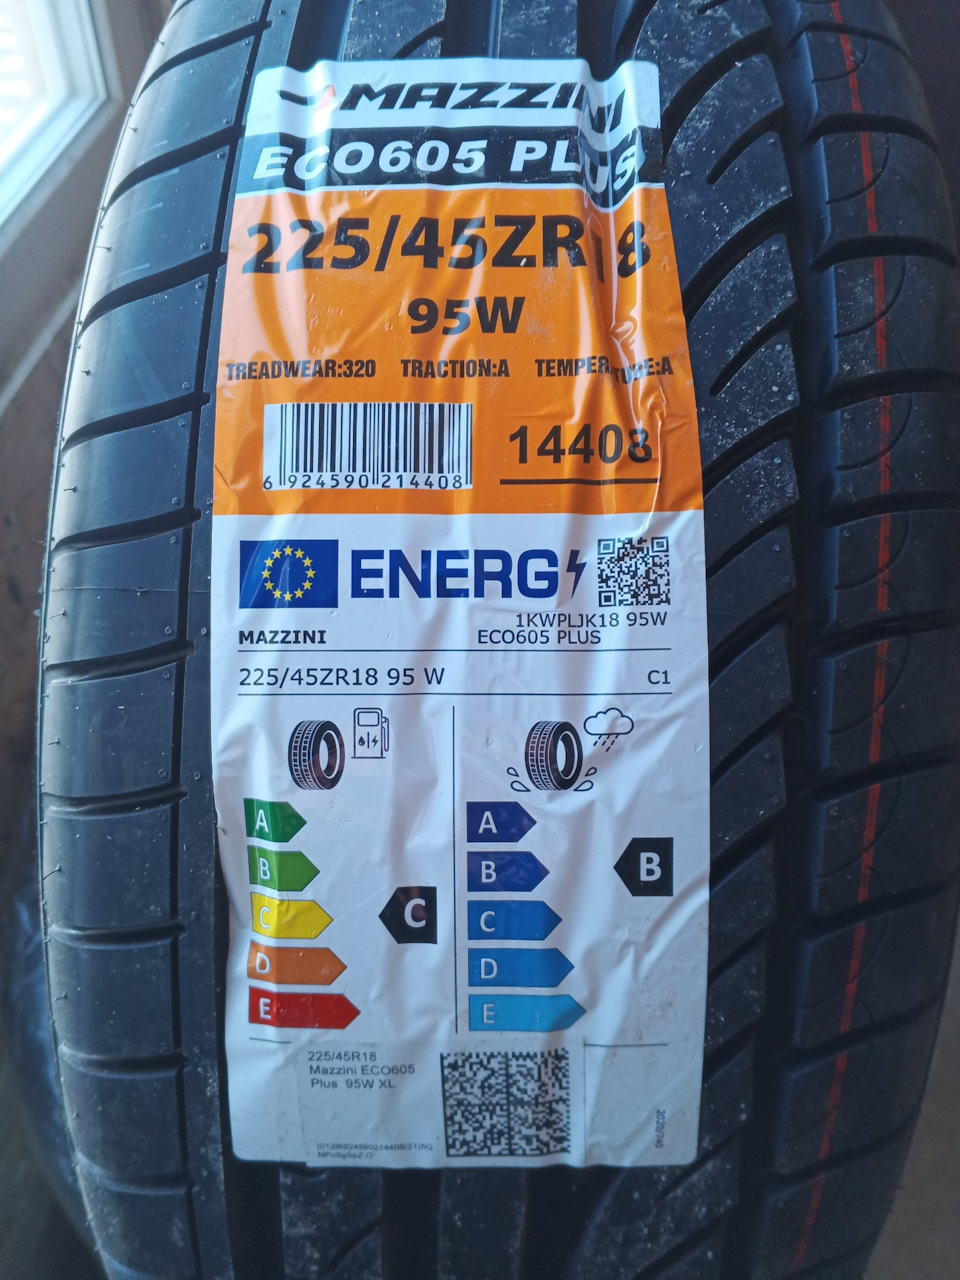 MAZZINI
ECO605 PLUS
225/45ZR18
95W
TREADWEAR:320 TRACTION:A TEMPERATURE:A
6 924590 214408
14408
ENERG
1KWPLJK18 95W
MAZZINI ECO605 PLUS
225/45ZR18 95 W C1
A A
B B B
C C C
D D
E E
225/45R18
Mazzini ECO605
Plus 95W XL